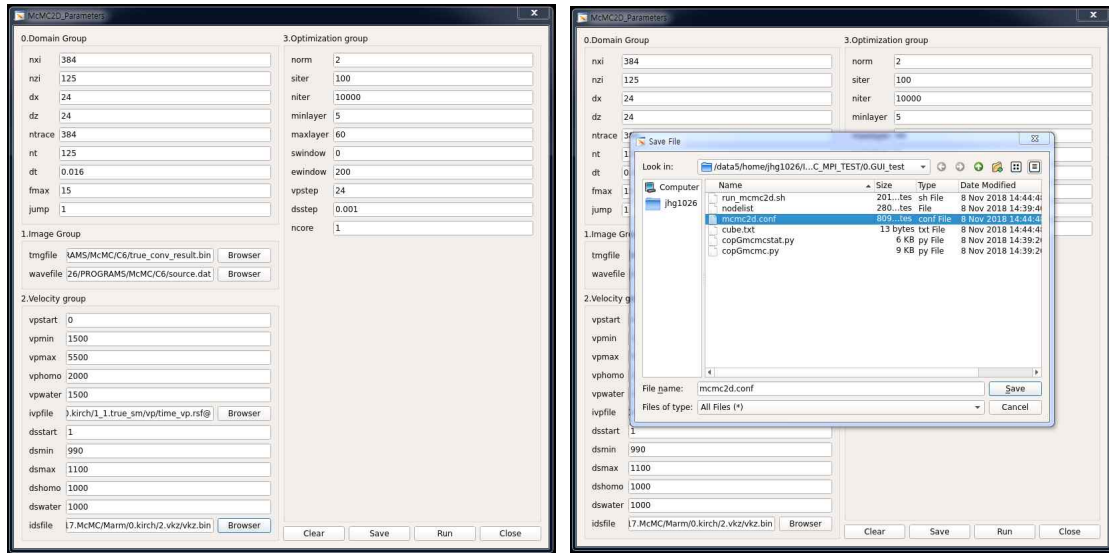 McMC2D_Parameters
0.Domain Group
nxi 384
nzi 125
dx 24
dz 24
ntrace 384
nt 125
dt 0.016
fmax 15
jump 1
1.Image Group
tmgfile RAMS/McMC/C6/true_conv_result.bin Browser
wavefile 26/PROGRAMS/McMC/C6/source.dat Browser
2.Velocity group
vpstart 0
vpmin 1500
vpmax 5500
vphomo 2000
vpwater 1500
ivpfile ).kirch/1_1.true_sm/vp/time_vp.rsf@ Browser
dsstart 1
dsmin 990
dsmax 1100
dshomo 1000
dswater 1000
idsfile 17.McMC/Marm/0.kirch/2.vkz/vkz.bin Browser
3.Optimization group
norm 2
siter 100
niter 10000
minlayer 5
maxlayer 60
swindow 0
ewindow 200
vpstep 24
dsstep 0.001
ncore 1
Clear Save Run Close
McMC2D_Parameters
0.Domain Group
nxi 384
nzi 125
dx 24
dz 24
ntrace
nt
dt
fmax
jump
1.Image Gr
tmgfile
wavefile
2.Velocity g
vpstart
vpmin
vpmax
vphomo
vpwater
ivpfile
dsstart 1
dsmin 990
dsmax 1100
dshomo 1000
dswater 1000
idsfile 17.McMC/Marm/0.kirch/2.vkz/vkz.bin Browser
3.Optimization group
norm 2
siter 100
niter 10000
minlayer 5
Save File
Look in: /data5/home/jhg1026/I...C_MPI_TEST/0.GUI_test
Computer
jhg1026
Name Size Type Date Modified
run_mcmc2d.sh 201...tes sh File 8 Nov 2018 14:44:4
nodelist 280...tes File 8 Nov 2018 14:39:4
mcmc2d.conf 809...tes conf File 8 Nov 2018 14:44:4
cube.txt 13 bytes txt File 8 Nov 2018 14:44:4
copGmcmcstat.py 6 KB py File 8 Nov 2018 14:39:2
copGmcmc.py 9 KB py File 8 Nov 2018 14:39:2
File name: mcmc2d.conf Save
Files of type: All Files (*) Cancel
Clear Save Run Close